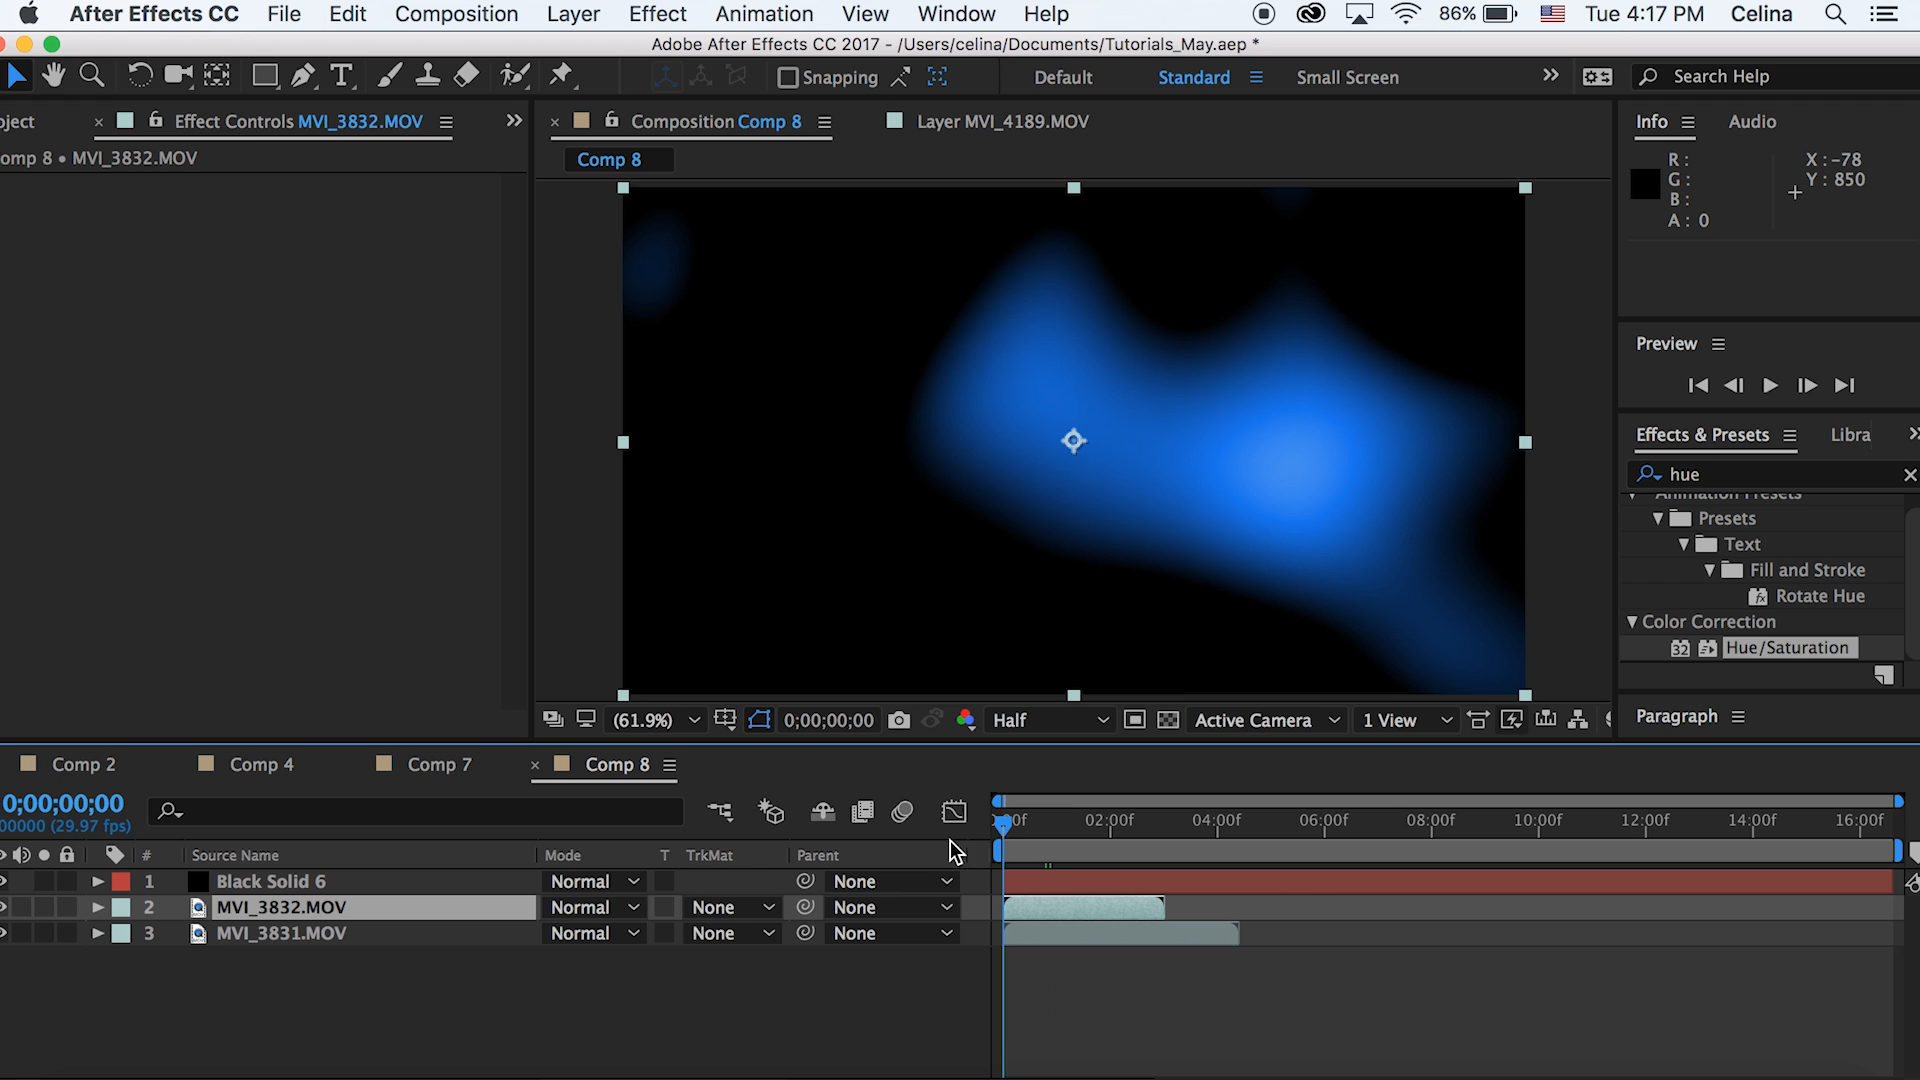 After Effects CC File Edit Composition Layer Effect Animation View Window Help 86% Tue 4:17 PM Celina
Adobe After Effects CC 2017 - /Users/celina/Documents/Tutorials_May.aep *
Snapping Default Standard Small Screen Search Help
oject Effect Controls MVI_3832.MOV Composition Comp 8 Layer MVI_4189.MOV Info Audio
omp 8 • MVI_3832.MOV Comp 8
R :
G :
B :
A : 0
X : -78
Y : 850
Preview
Effects & Presets Libra
hue
Animation Presets
Presets
Text
Fill and Stroke
Rotate Hue
Color Correction
32 Hue/Saturation
(61.9%) 0;00;00;00 Half Active Camera 1 View
Paragraph
Comp 2 Comp 4 Comp 7 Comp 8
0;00;00;00
00000 (29.97 fps)
:00f 02:00f 04:00f 06:00f 08:00f 10:00f 12:00f 14:00f 16:00f
# Source Name Mode T TrkMat Parent
1 Black Solid 6 Normal None
2 MVI_3832.MOV Normal None None
3 MVI_3831.MOV Normal None None